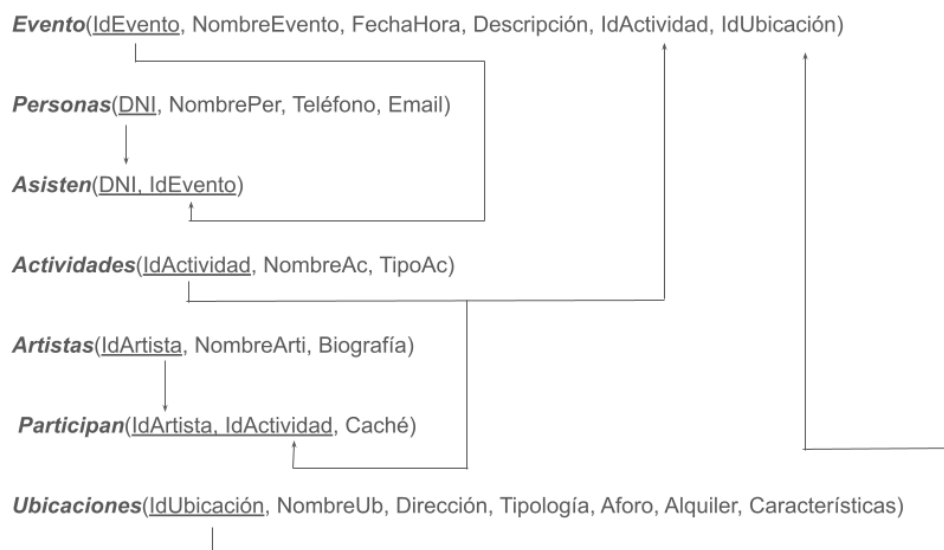 Evento(IdEvento, NombreEvento, FechaHora, Descripción, IdActividad, IdUbicación)
Personas(DNI, NombrePer, Teléfono, Email)
Asisten(DNI, IdEvento)
Actividades(IdActividad, NombreAc, TipoAc)
Artistas(IdArtista, NombreArti, Biografía)
Participan(IdArtista, IdActividad, Caché)
Ubicaciones(IdUbicación, NombreUb, Dirección, Tipología, Aforo, Alquiler, Características)